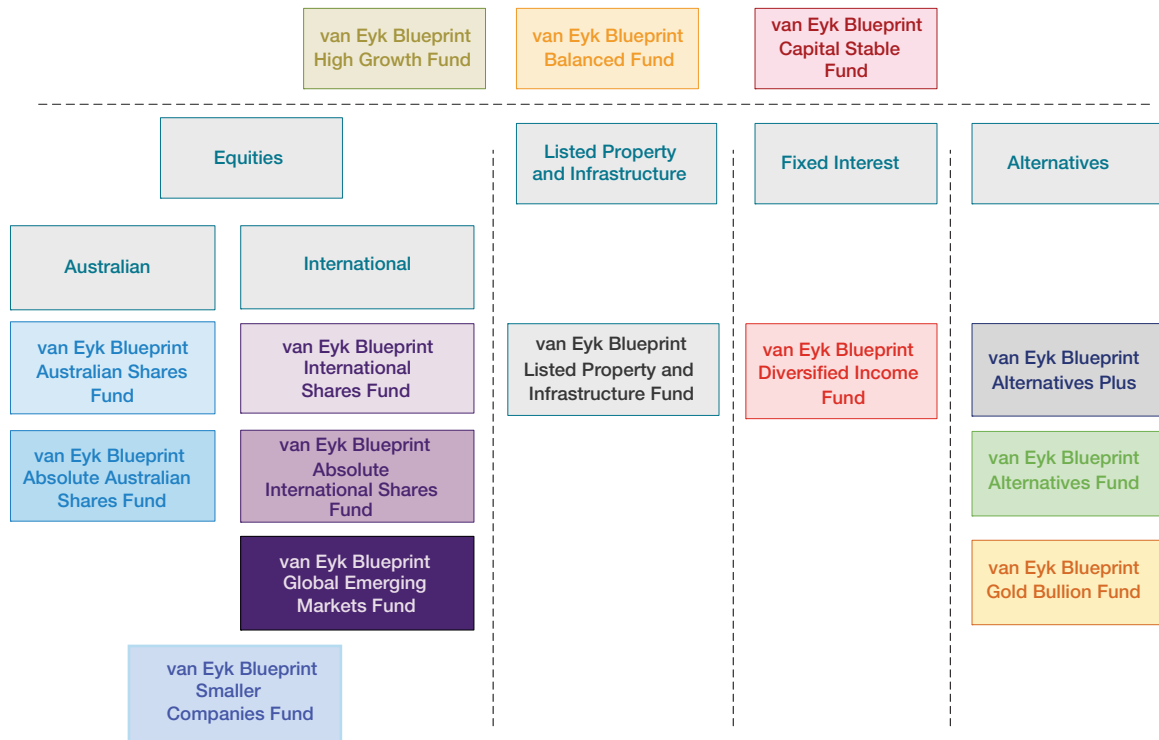 van Eyk Blueprint
High Growth Fund
van Eyk Blueprint
Balanced Fund
van Eyk Blueprint
Capital Stable
Fund
Equities
Listed Property
and Infrastructure
Fixed Interest
Alternatives
Australian
International
van Eyk Blueprint
Australian Shares
Fund
van Eyk Blueprint
International
Shares Fund
van Eyk Blueprint
Listed Property and
Infrastructure Fund
van Eyk Blueprint
Diversified Income
Fund
van Eyk Blueprint
Alternatives Plus
van Eyk Blueprint
Absolute Australian
Shares Fund
van Eyk Blueprint
Absolute
International Shares
Fund
van Eyk Blueprint
Alternatives Fund
van Eyk Blueprint
Global Emerging
Markets Fund
van Eyk Blueprint
Gold Bullion Fund
van Eyk Blueprint
Smaller
Companies Fund